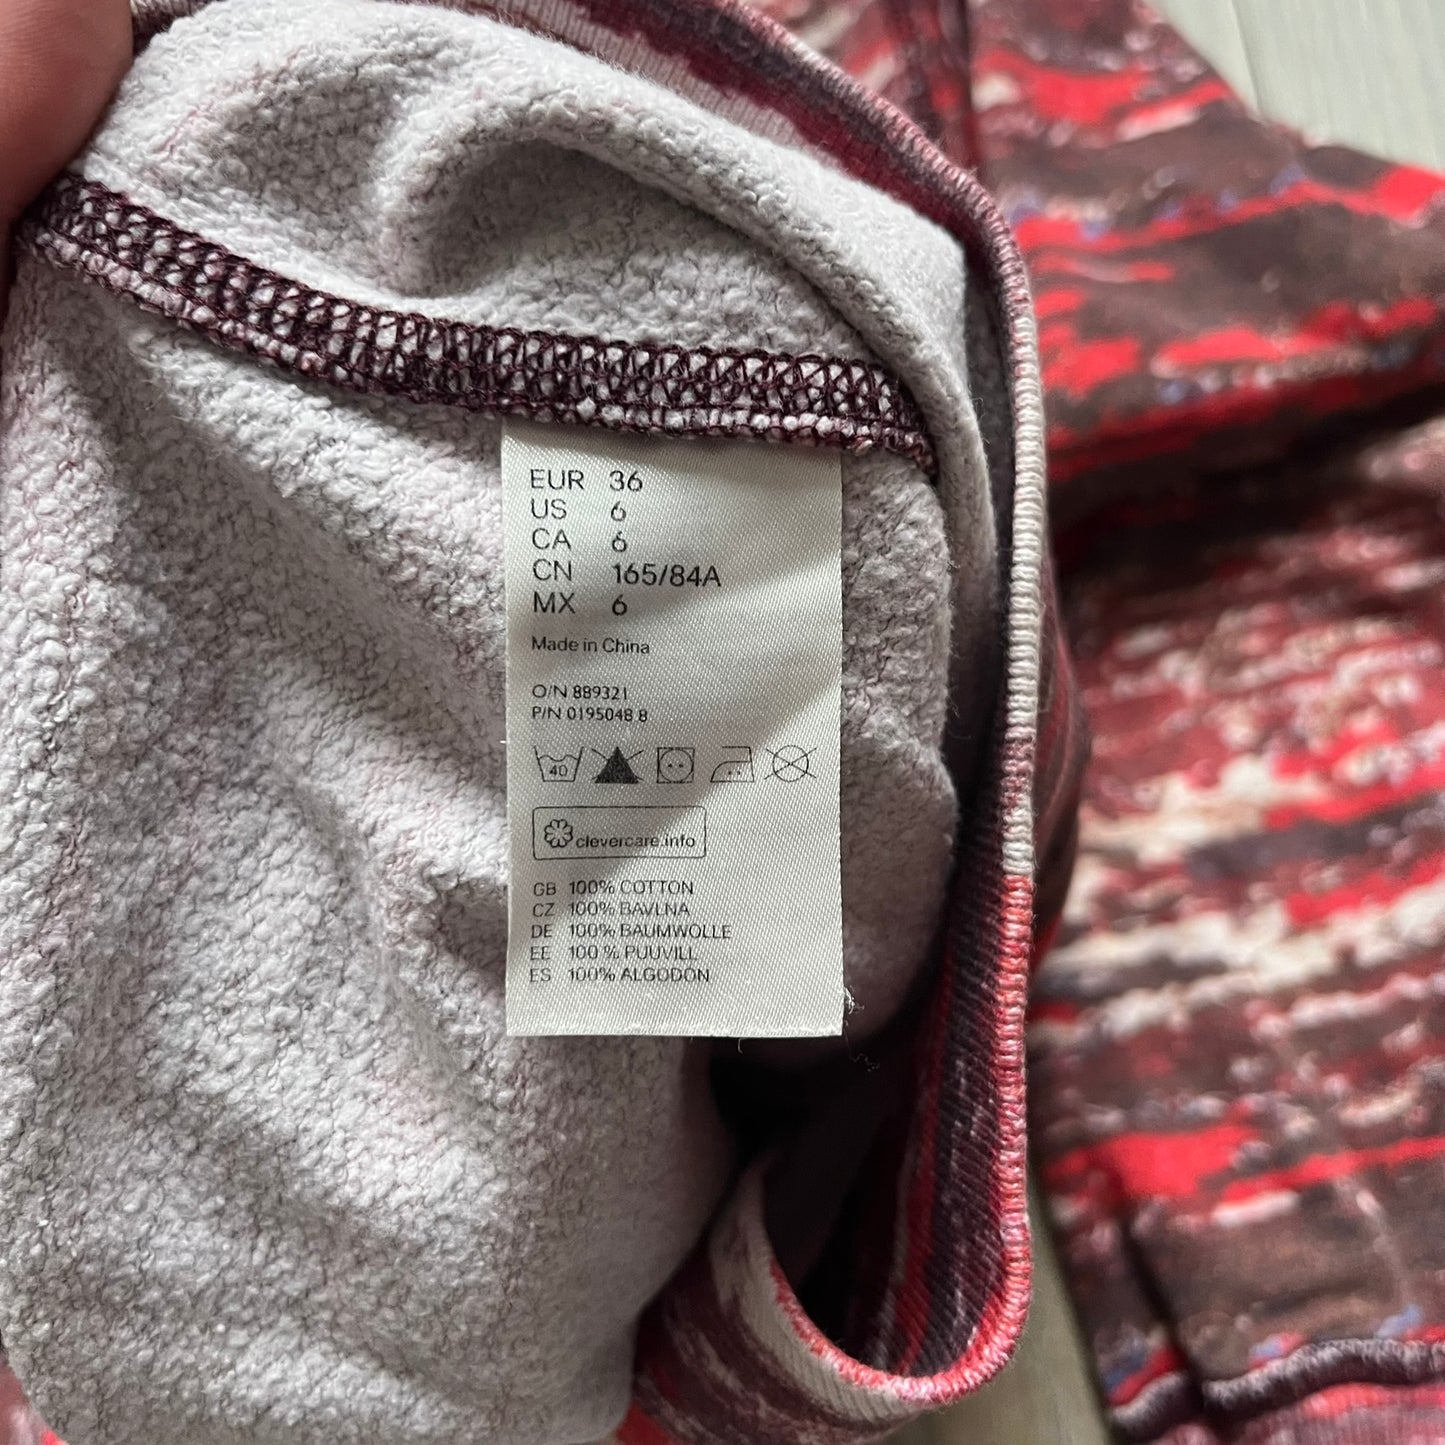 EUR 36
US 6
CA 6
CN 165/84A
MX 6
Made in China
O/N 889321
P/N 0195048 8
40
clevercare.info
GB 100% COTTON
CZ 100% BAVLNA
DE 100% BAUMWOLLE
EE 100 % PUUVILL
ES 100% ALGODON